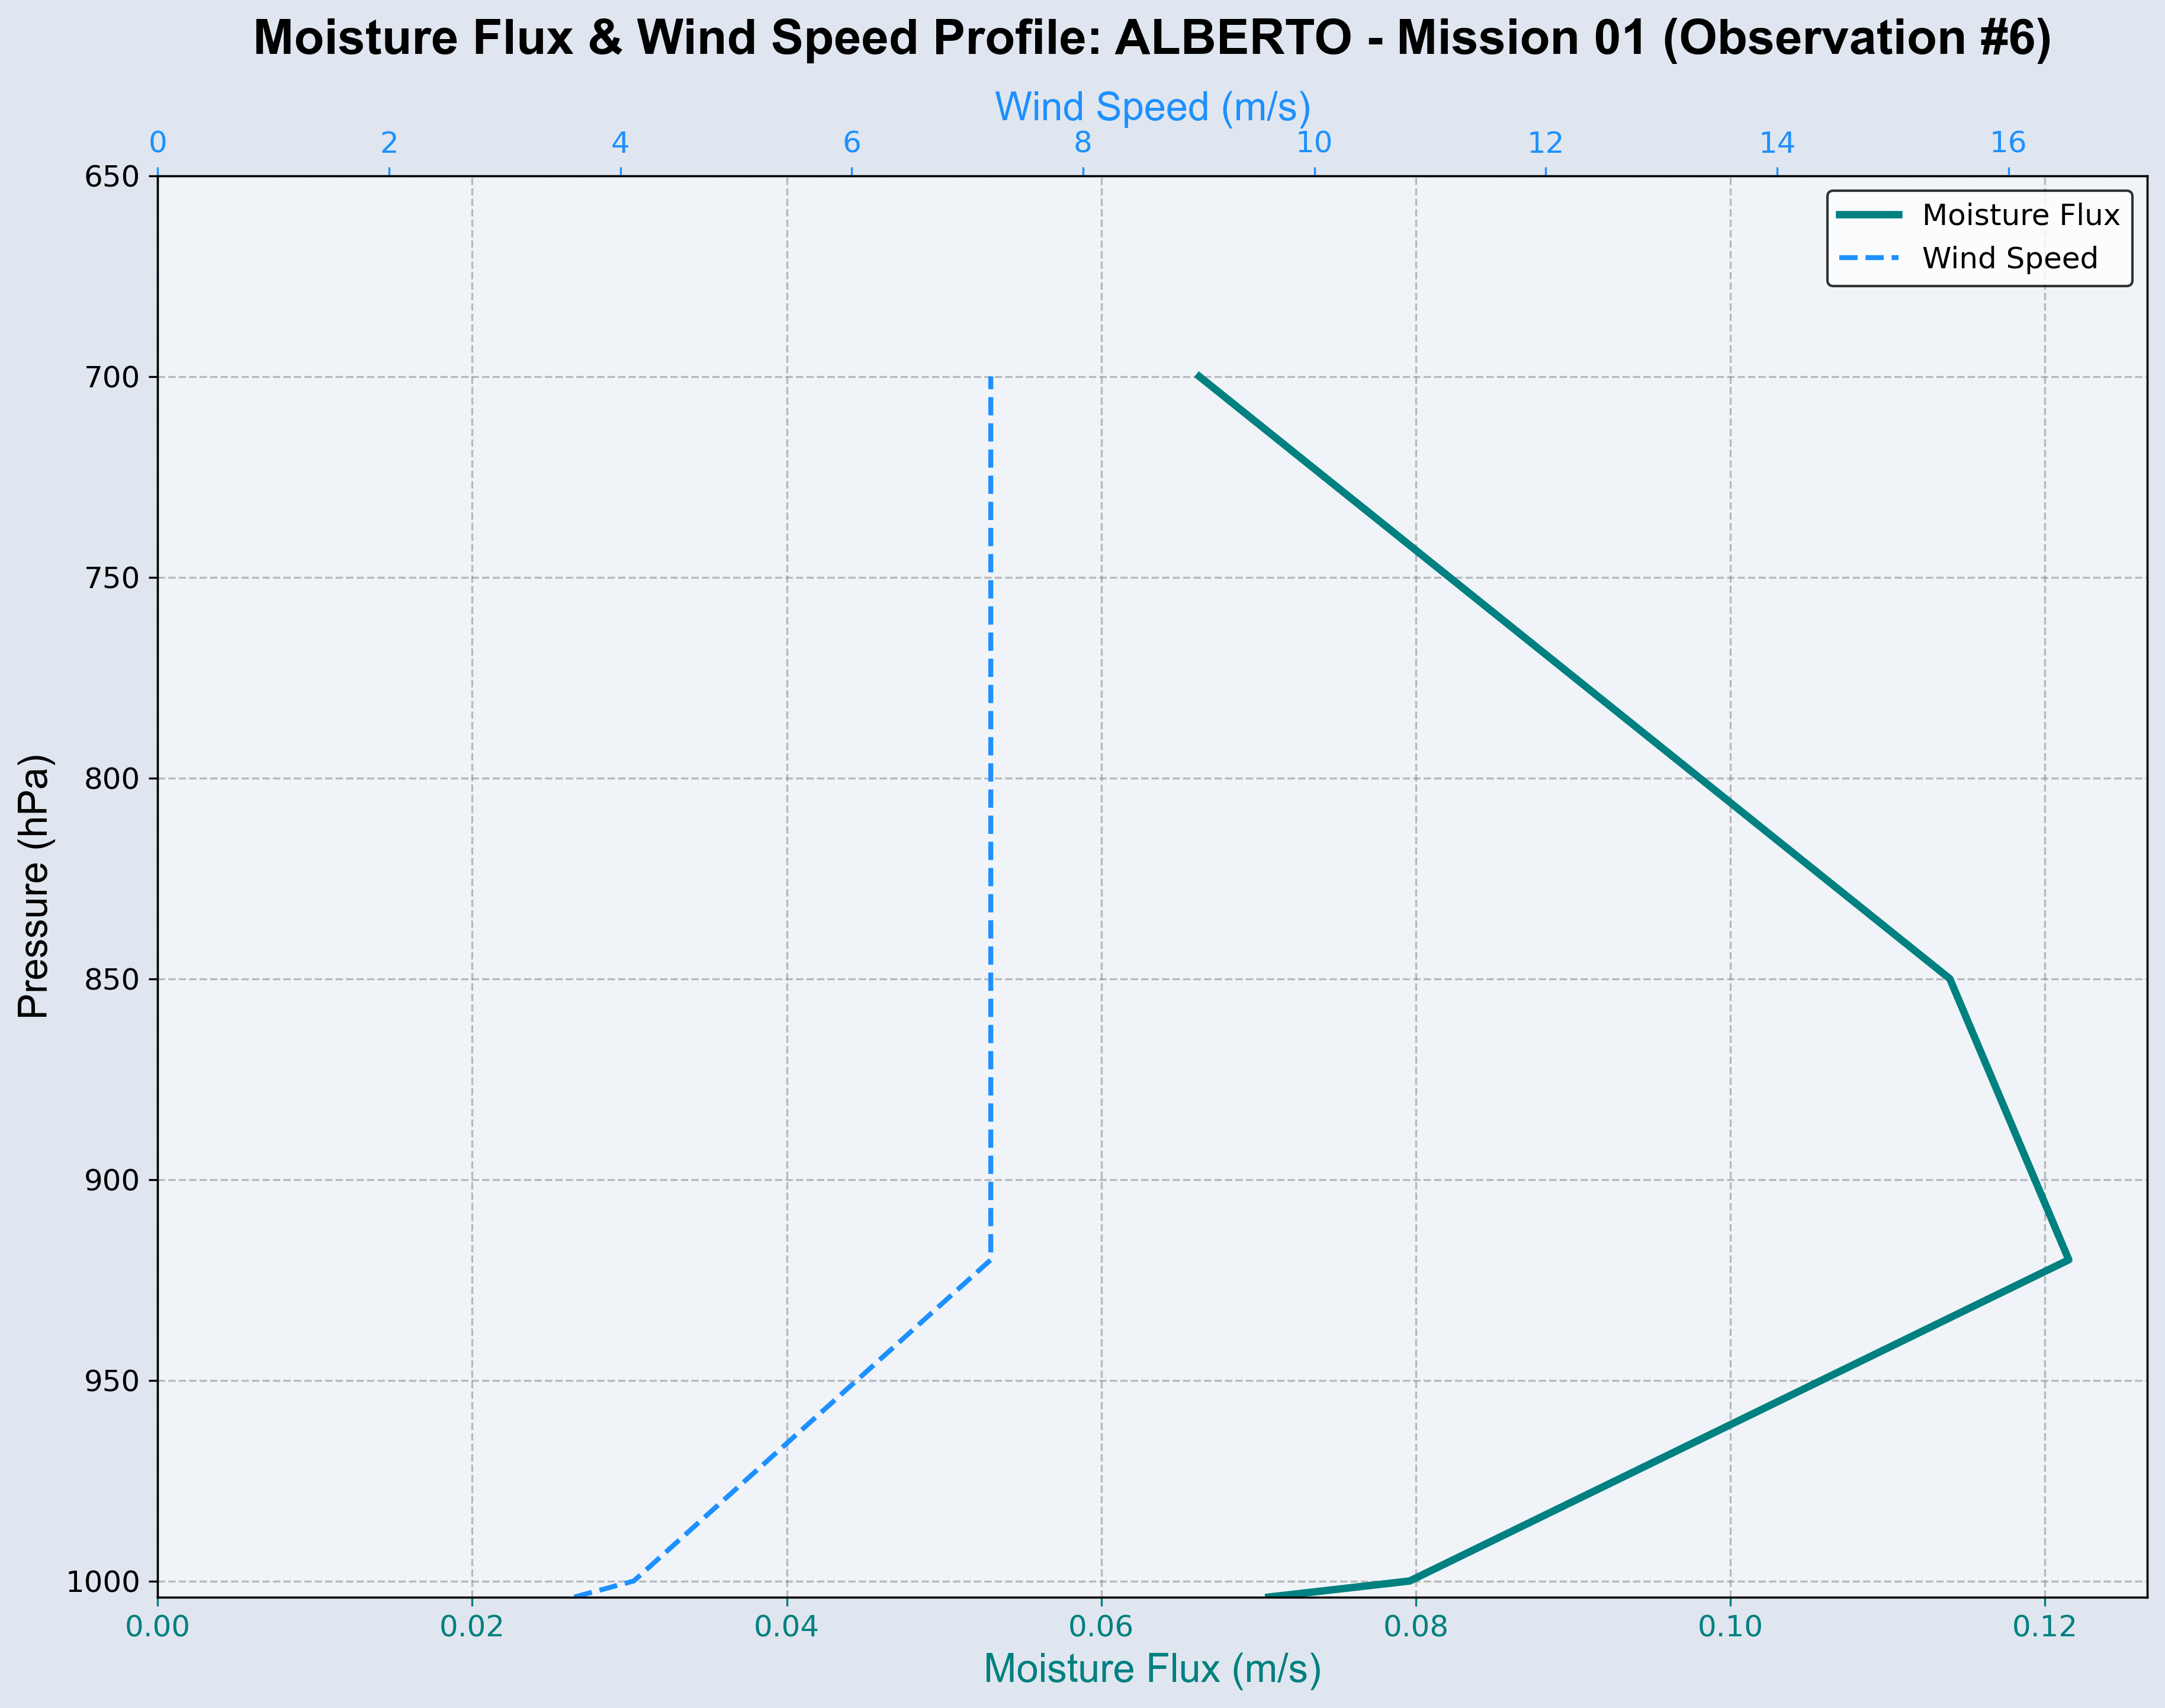 Moisture Flux & Wind Speed Profile: ALBERTO - Mission 01 (Observation #6)
Wind Speed (m/s)
0 2 4 6 8 10 12 14 16
Moisture Flux
Wind Speed
Pressure (hPa)
650
700
750
800
850
900
950
1000
0.00 0.02 0.04 0.06 0.08 0.10 0.12
Moisture Flux (m/s)